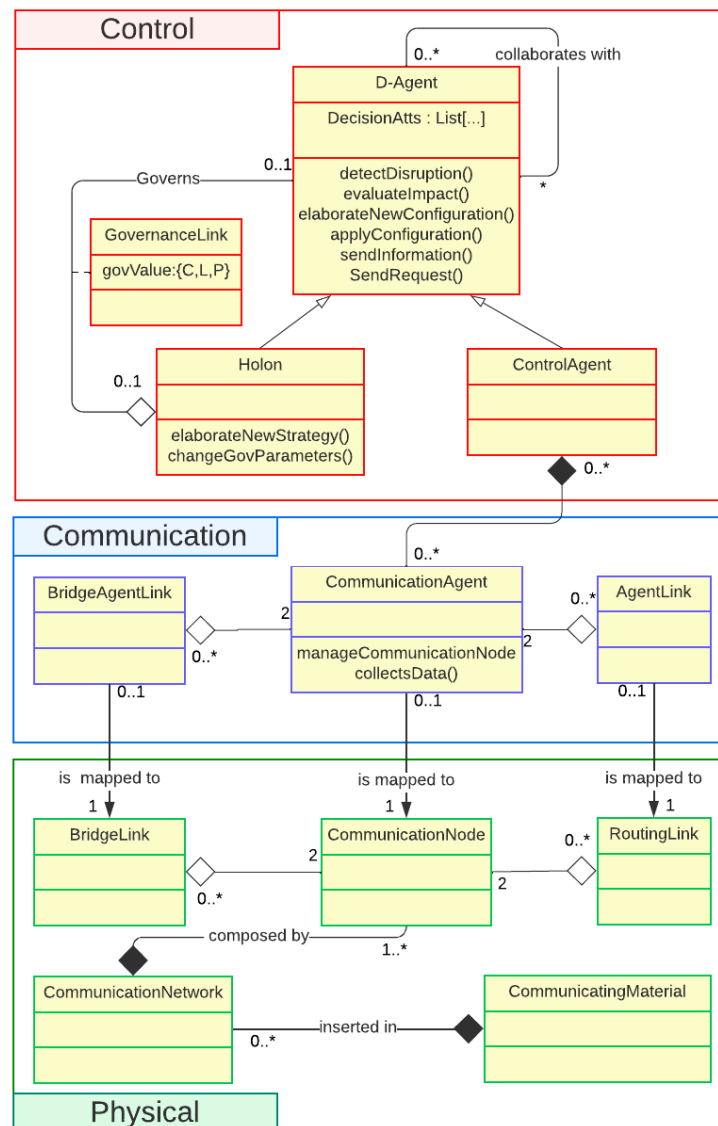 Control
0..*
collaborates with
D-Agent
DecisionAtts : List[...]
0..1
Governs
*
detectDisruption()
evaluateImpact()
elaborateNewConfiguration()
applyConfiguration()
sendInformation()
SendRequest()
GovernanceLink
govValue:{C,L,P}
0..1
Holon
elaborateNewStrategy()
changeGovParameters()
ControlAgent
0..*
Communication
0..*
BridgeAgentLink
0..*
2
CommunicationAgent
manageCommunicationNode
collectsData()
0..*
2
AgentLink
0..1
0..1
0..1
is mapped to
is mapped to
is mapped to
1
1
1
BridgeLink
0..*
2
CommunicationNode
0..*
2
RoutingLink
composed by
1..*
CommunicationNetwork
0..*
inserted in
CommunicatingMaterial
Physical